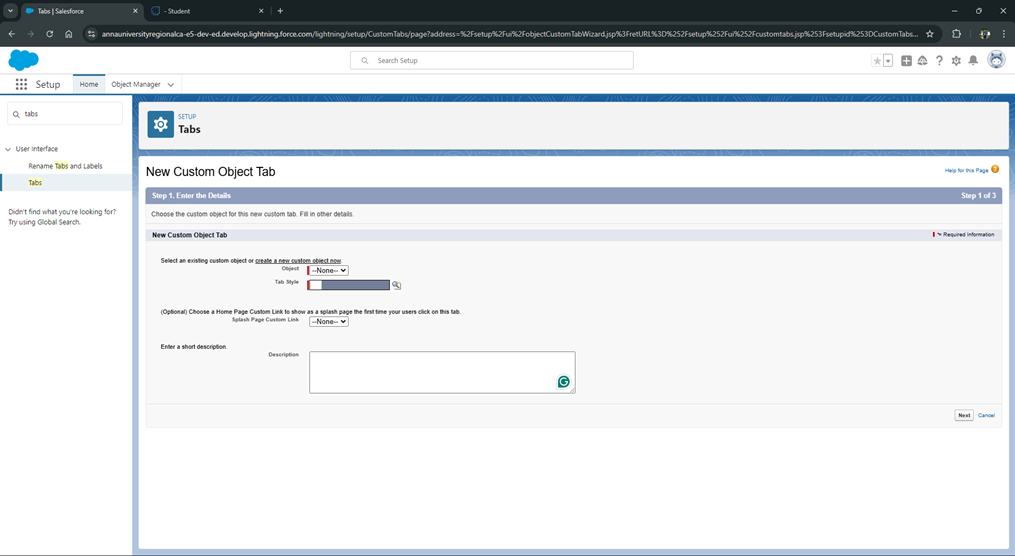 Tabs | Salesforce
- Student
annauniversityregionalca-e5-dev-ed.develop.lightning.force.com/lightning/setup/CustomTabs/page?address=%2Fsetup%2Fui%2FobjectCustomTabWizard.jsp%3FretURL%3D%252Fsetup%252Fui%252Fcustomtabs.jsp%253Fsetupid%253DCustomTabs...
Search Setup
Setup
Home
Object Manager
tabs
User Interface
Rename Tabs and Labels
Tabs
Didn't find what you're looking for?
Try using Global Search.
SETUP
Tabs
New Custom Object Tab
Help for this Page
Step 1. Enter the Details
Step 1 of 3
Choose the custom object for this new custom tab. Fill in other details.
New Custom Object Tab
= Required Information
Select an existing custom object or create a new custom object now.
Object
--None--
Tab Style
(Optional) Choose a Home Page Custom Link to show as a splash page the first time your users click on this tab.
Splash Page Custom Link
--None--
Enter a short description.
Description
Next
Cancel